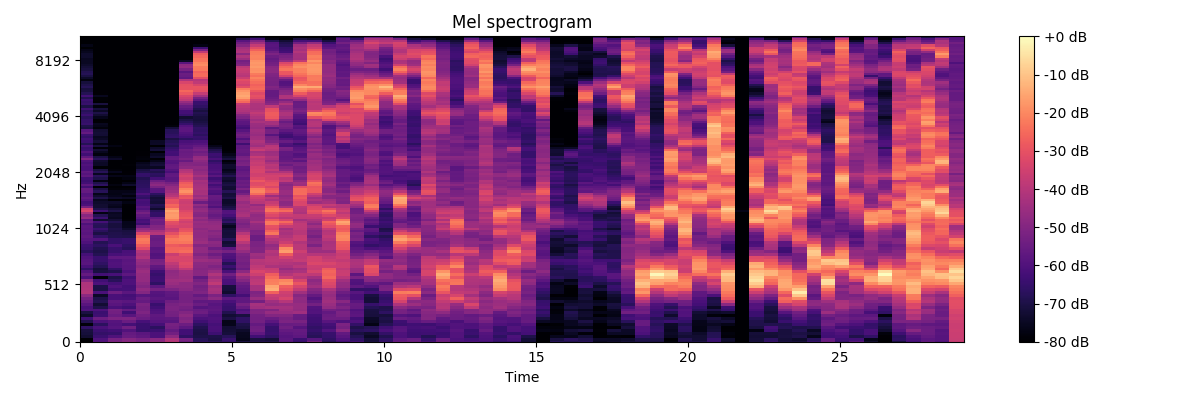 Mel spectrogram
8192
4096
2048
1024
512
0
Hz
0 5 10 15 20 25
Time
+0 dB
-10 dB
-20 dB
-30 dB
-40 dB
-50 dB
-60 dB
-70 dB
-80 dB